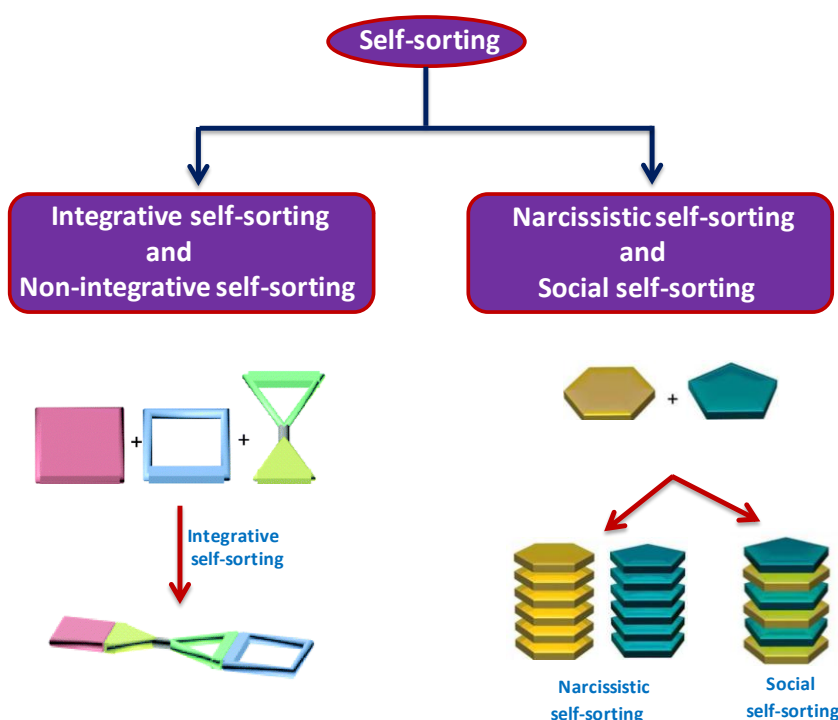 Self-sorting
Integrative self-sorting
and
Non-integrative self-sorting
Narcissistic self-sorting
and
Social self-sorting
+
+
+
Integrative
self-sorting
Narcissistic
self-sorting
Social
self-sorting